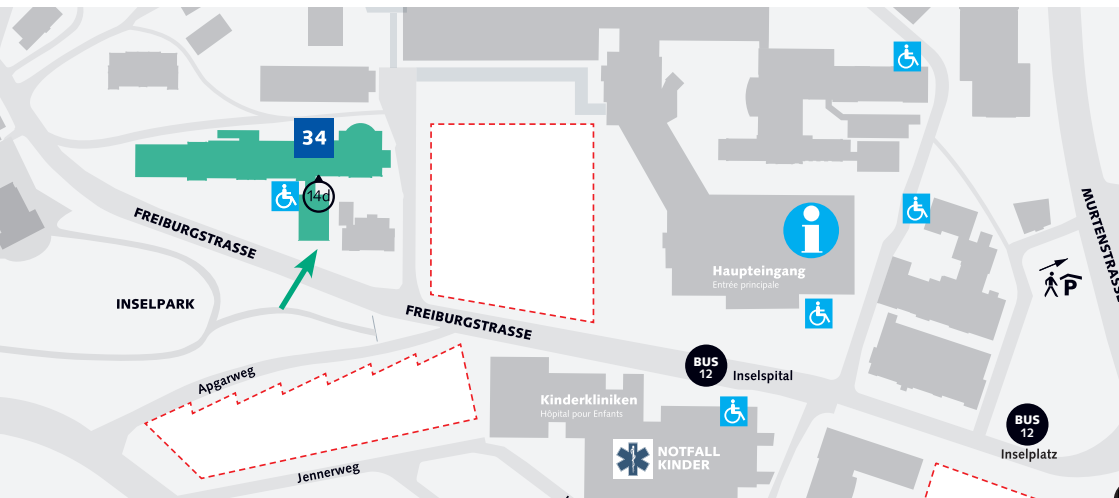 34
14d
FREIBURGSTRASSE
MURTENSTRASSE
Haupteingang
Entrée principale
P
INSELPARK
FREIBURGSTRASSE
BUS
12
Inselspital
Apgarweg
Kinderkliniken
Hôpital pour Enfants
BUS
12
Inselplatz
NOTFALL
KINDER
Jennerweg